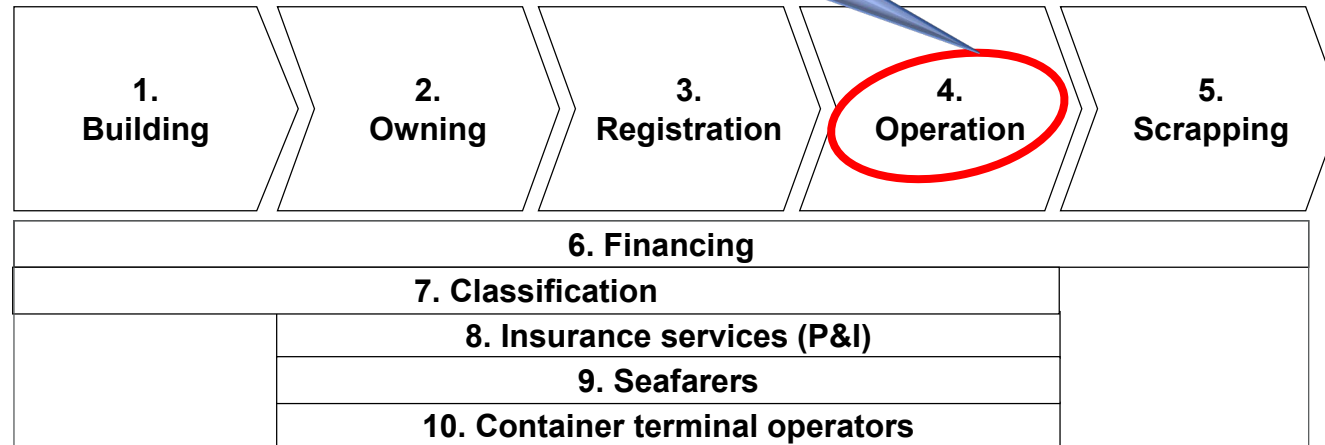 1.
Building
2.
Owning
3.
Registration
4.
Operation
5.
Scrapping
6. Financing
7. Classification
8. Insurance services (P&I)
9. Seafarers
10. Container terminal operators